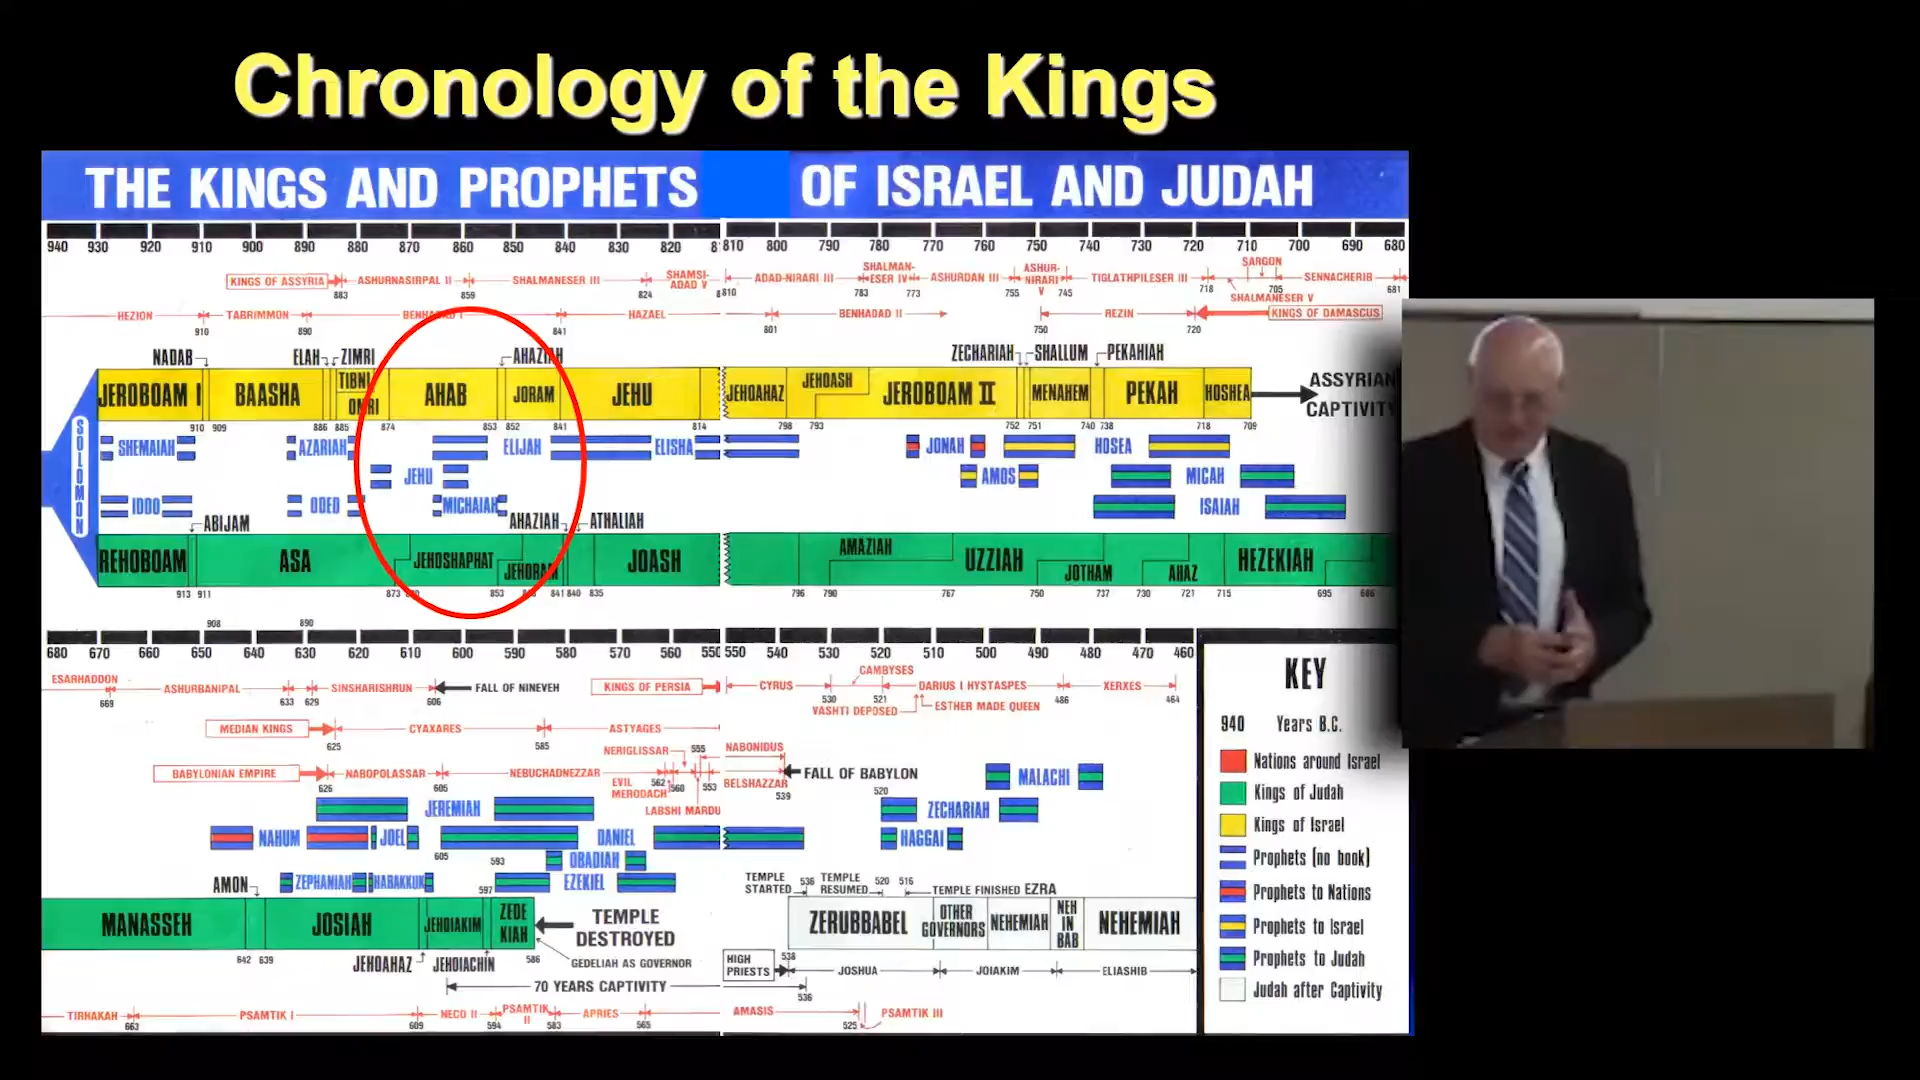 Chronology of the Kings
THE KINGS AND PROPHETS OF ISRAEL AND JUDAH
940 930 920 910 900 890 880 870 860 850 840 830 820 810 800 790 780 770 760 750 740 730 720 710 700 690 680
KINGS OF ASSYRIA ASHURNASIRPAL II SHALMANESER III SHAMSI-ADAD V ADAD-NIRARI III SHALMAN-ESER IV ASHURDAN III ASHUR-NIRARI V TIGLATHPILESER III SARGON SENNACHERIB
883 859 824 810 783 773 755 745 718 705 681
SHALMANESER V
HEZION TABRIMMON BENHADAD I HAZAEL BENHADAD II REZIN KINGS OF DAMASCUS
910 890 841 801 750 720
NADAB ELAH ZIMRI AHAZIAH ZECHARIAH SHALLUM PEKAHIAH
JEROBOAM I BAASHA TIBNI OMRI AHAB JORAM JEHU JEHOAHAZ JEHOASH JEROBOAM II MENAHEM PEKAH HOSHEA ASSYRIAN CAPTIVITY
910 909 886 885 874 853 852 841 814 798 793 752 751 740 738 718 709
SOLOMON
SHEMAIAH AZARIAH ELIJAH ELISHA JONAH HOSEA
JEHU AMOS MICAH
IDDO ODED MICHAIAH ISAIAH
ABIJAM AHAZIAH ATHALIAH
REHOBOAM ASA JEHOSHAPHAT JEHORAM JOASH AMAZIAH UZZIAH JOTHAM AHAZ HEZEKIAH
913 911 873 853 841 840 835 796 790 767 750 737 730 721 715 695 686
908 890
680 670 660 650 640 630 620 610 600 590 580 570 560 550 550 540 530 520 510 500 490 480 470 460
ESARHADDON ASHURBANIPAL SINSHARISHRUN FALL OF NINEVEH KINGS OF PERSIA CYRUS CAMBYSES DARIUS I HYSTASPES XERXES
669 633 629 606 530 521 486 464
VASHTI DEPOSED ESTHER MADE QUEEN
MEDIAN KINGS CYAXARES ASTYAGES
625 585
NERIGLISSAR 555 NABONIDUS
BABYLONIAN EMPIRE NABOPOLASSAR NEBUCHADNEZZAR EVIL MERODACH 562 560 553 BELSHAZZAR FALL OF BABYLON
626 605 539
LABSHI MARDU
JEREMIAH ZECHARIAH MALACHI
520
NAHUM JOEL DANIEL HAGGAI
605 593
OBADIAH
ZEPHANIAH HABAKKUK EZEKIEL
AMON 597
TEMPLE STARTED 536 TEMPLE RESUMED 520 516 TEMPLE FINISHED EZRA
MANASSEH JOSIAH JEHOIAKIM ZEDEKIAH TEMPLE DESTROYED ZERUBBABEL OTHER GOVERNORS NEHEMIAH NEH IN BAB NEHEMIAH
642 639 586 GEDELIAH AS GOVERNOR
JEHOAHAZ JEHOIACHIN
HIGH PRIESTS 538 JOSHUA JOIAKIM ELIASHIB
70 YEARS CAPTIVITY 536
TIRHAKAH PSAMTIK I NECO II PSAMTIK II APRIES AMASIS PSAMTIK III
663 609 594 583 565 525
KEY
940 Years B.C.
Nations around Israel
Kings of Judah
Kings of Israel
Prophets (no book)
Prophets to Nations
Prophets to Israel
Prophets to Judah
Judah after Captivity